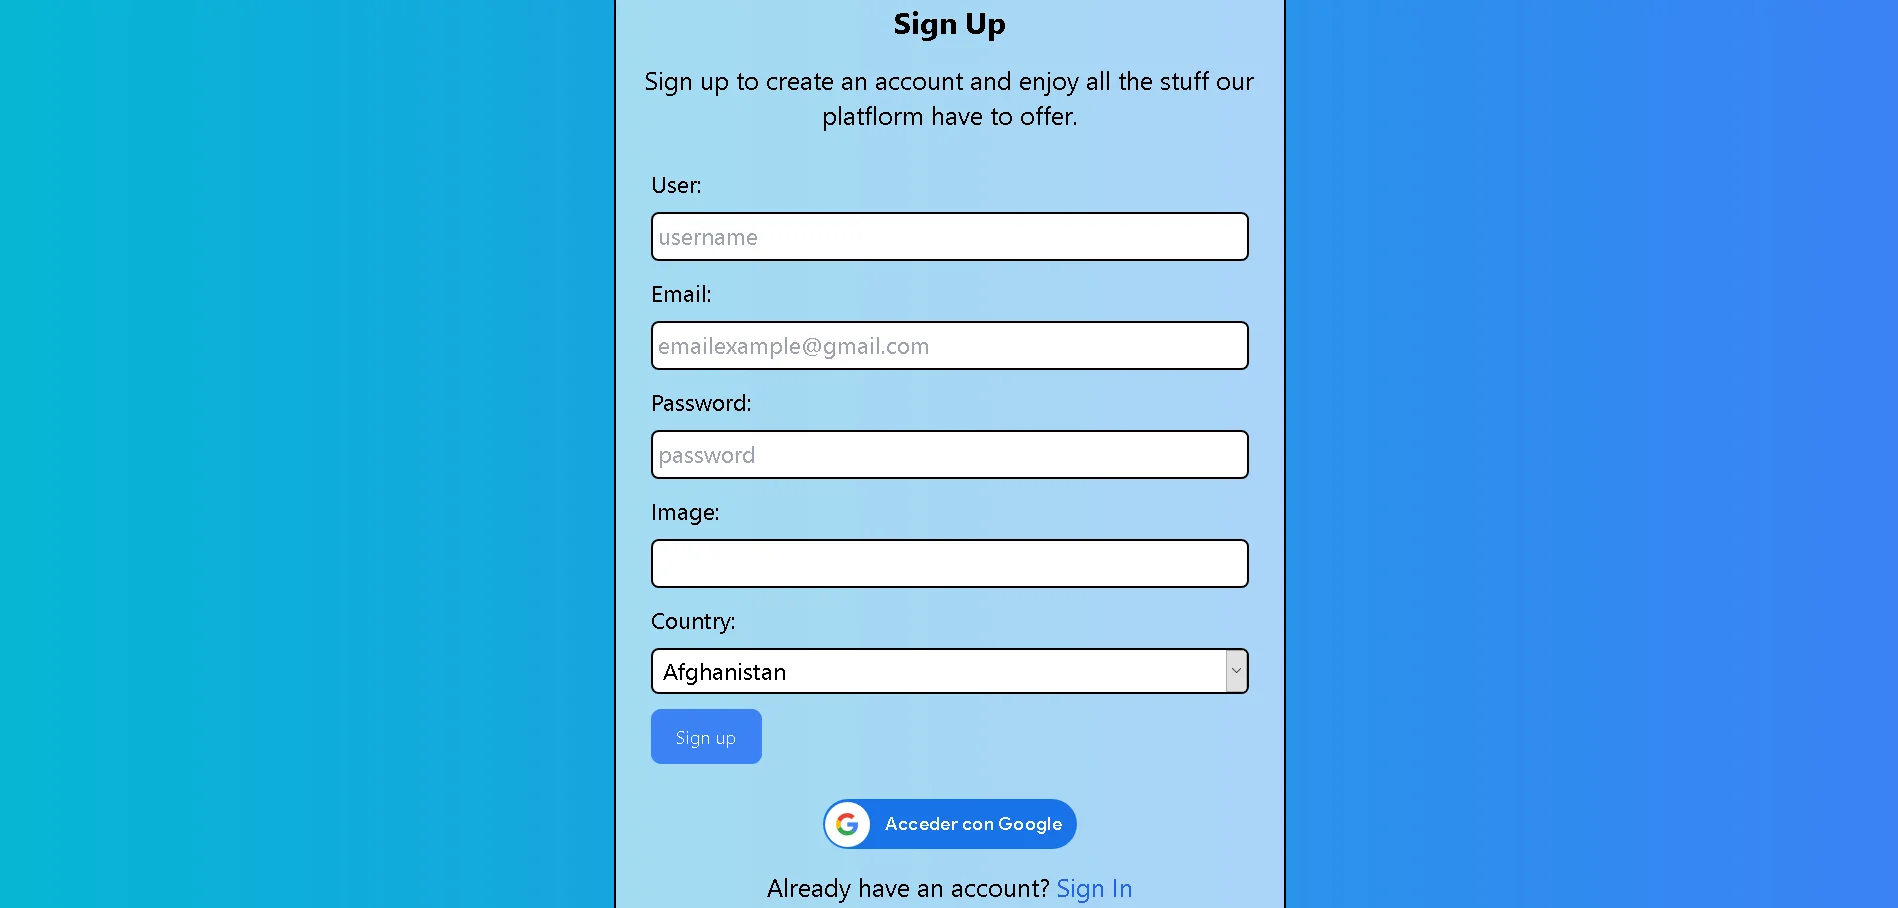 Sign Up
Sign up to create an account and enjoy all the stuff our
platflorm have to offer.
User:
username
Email:
emailexample@gmail.com
Password:
password
Image:
Country:
Afghanistan
Sign up
Acceder con Google
Already have an account? Sign In